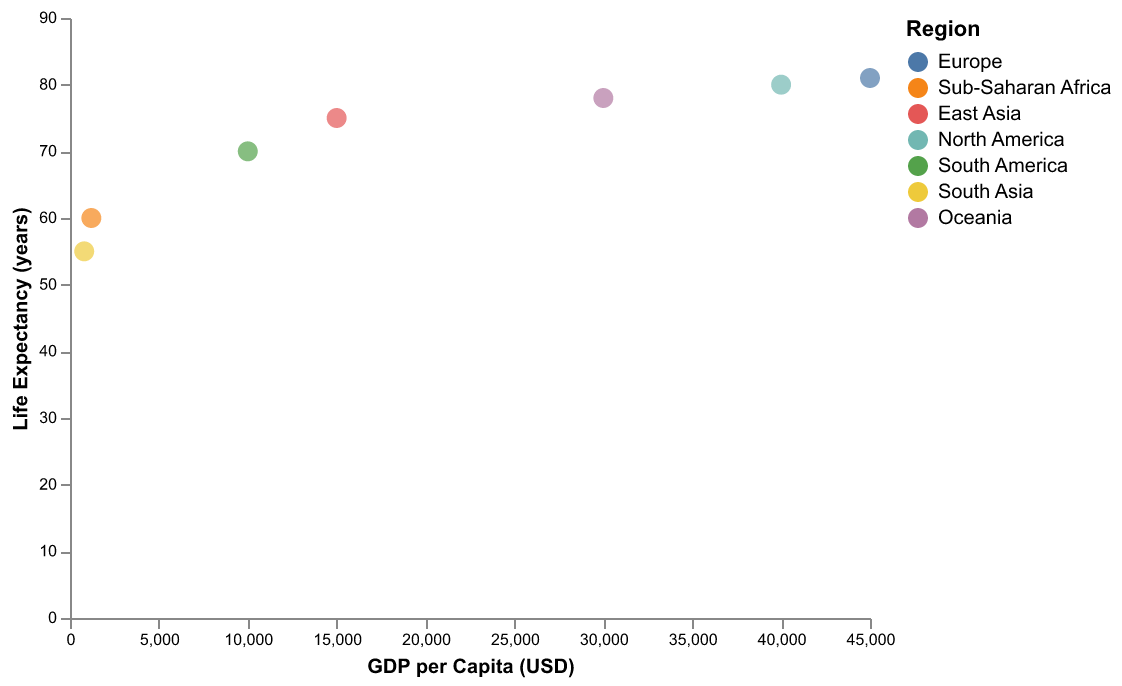 90
80
70
60
50
40
30
20
10
0
Life Expectancy (years)
0 5,000 10,000 15,000 20,000 25,000 30,000 35,000 40,000 45,000
GDP per Capita (USD)
Region
Europe
Sub-Saharan Africa
East Asia
North America
South America
South Asia
Oceania